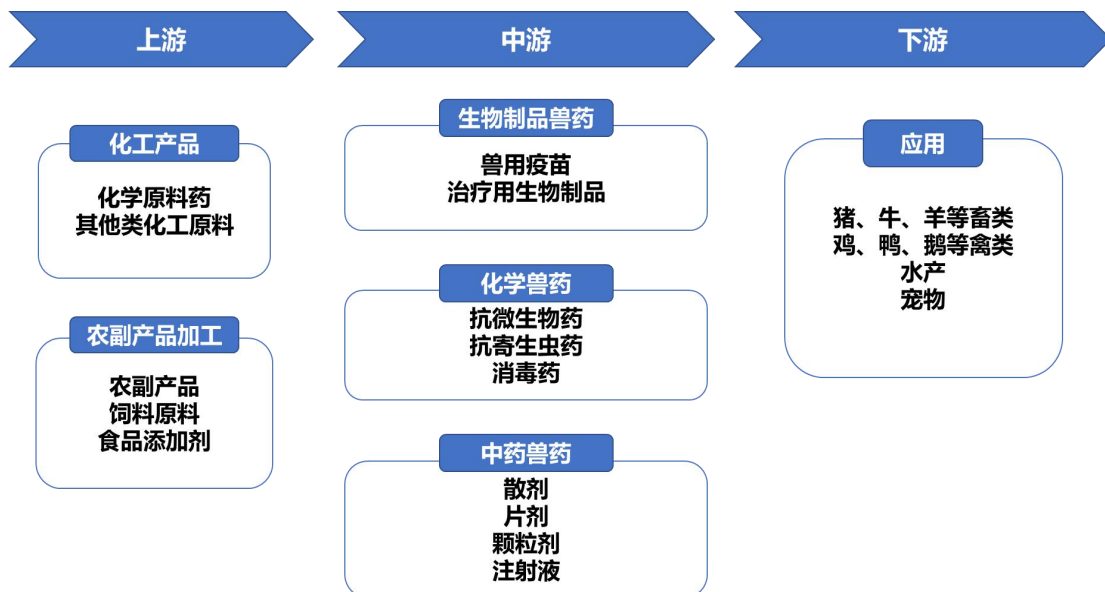 上游
中游
下游
化工产品
化学原料药
其他类化工原料
农副产品加工
农副产品
饲料原料
食品添加剂
生物制品兽药
兽用疫苗
治疗用生物制品
化学兽药
抗微生物药
抗寄生虫药
消毒药
中药兽药
散剂
片剂
颗粒剂
注射液
应用
猪、牛、羊等畜类
鸡、鸭、鹅等禽类
水产
宠物